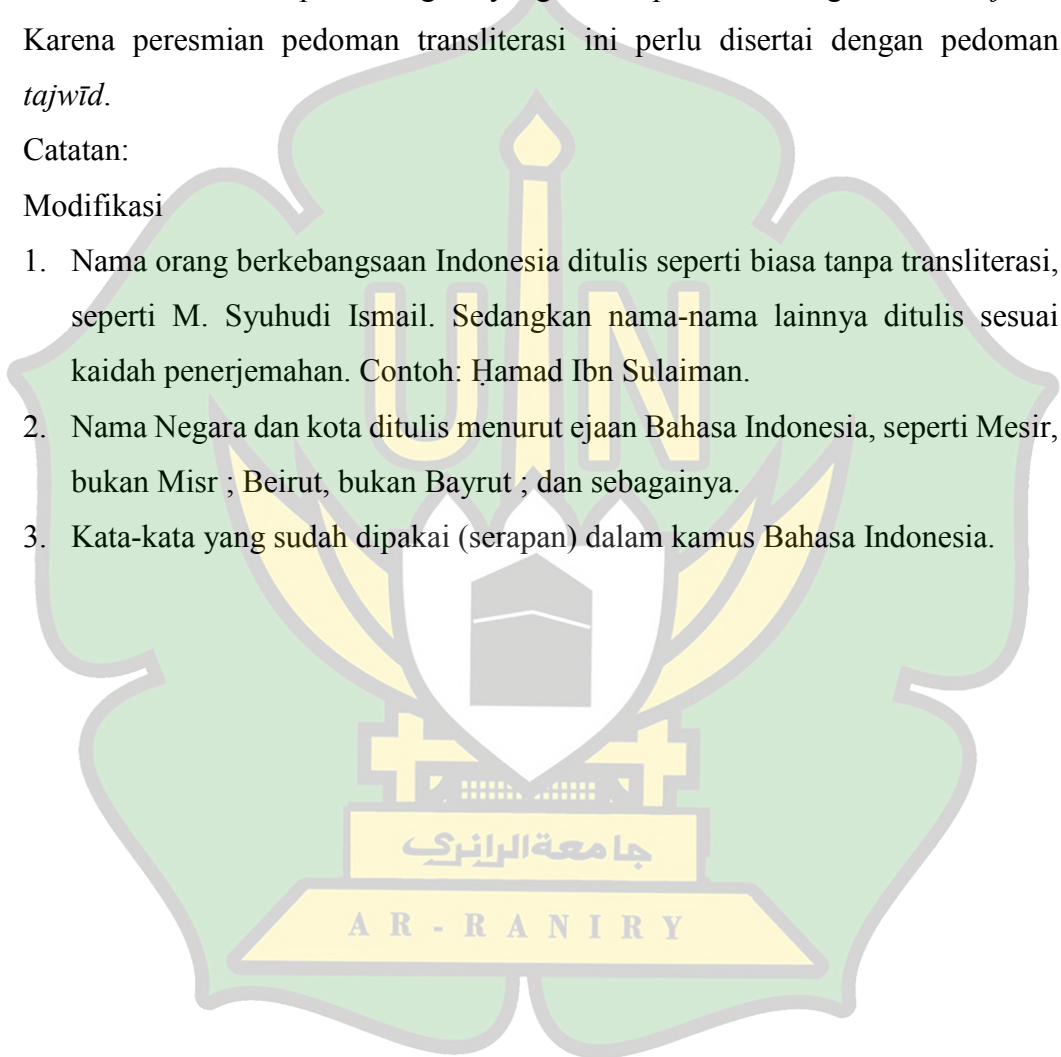 Karena peresmian pedoman transliterasi ini perlu disertai dengan pedoman
tajwīd.
Catatan:
Modifikasi
1. Nama orang berkebangsaan Indonesia ditulis seperti biasa tanpa transliterasi,
seperti M. Syuhudi Ismail. Sedangkan nama-nama lainnya ditulis sesuai
kaidah penerjemahan. Contoh: Ḥamad Ibn Sulaiman.
2. Nama Negara dan kota ditulis menurut ejaan Bahasa Indonesia, seperti Mesir,
bukan Misr ; Beirut, bukan Bayrut ; dan sebagainya.
3. Kata-kata yang sudah dipakai (serapan) dalam kamus Bahasa Indonesia.
UIN
جامعةالرانري
AR-RANIRY